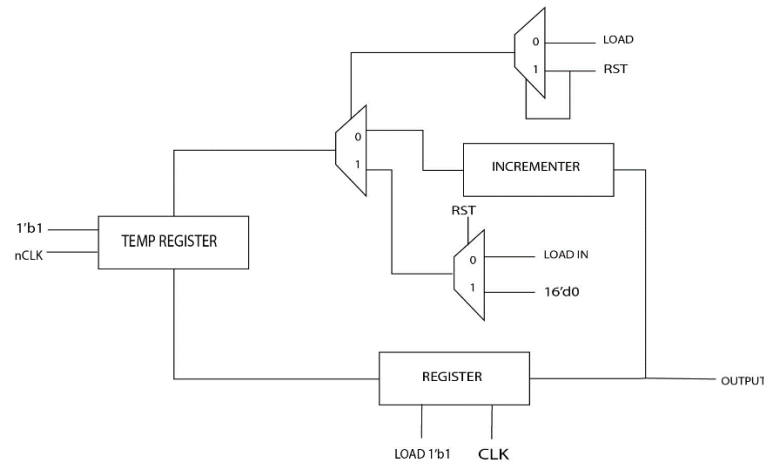 0
LOAD
1
RST
0
1
INCREMENTER
1'b1
nCLK
TEMP REGISTER
RST
0
LOAD IN
1
16'd0
REGISTER
OUTPUT
LOAD 1'b1
CLK